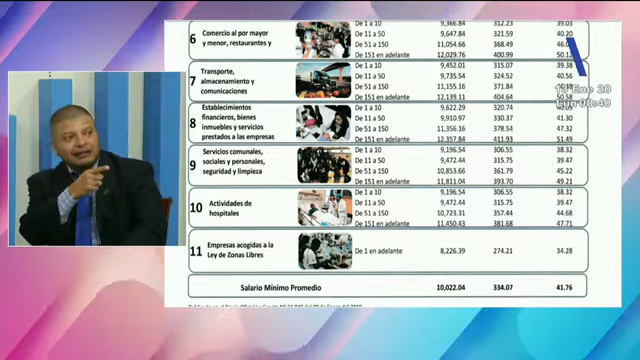 6 Comercio al por mayor y menor, restaurantes y
De 1 a 10 9,366.84 312.23 39.03
De 11 a 50 9,647.84 321.59 40.20
De 51 a 150 11,054.66 368.49
De 151 en adelante 12,029.76 400.99 50.12
7 Transporte, almacenamiento y comunicaciones
De 1 a 10 9,452.01 315.07 39.38
De 11 a 50 9,735.54 324.52 40.56
De 51 a 150 11,155.16 371.84
De 151 en adelante 12,139.11 404.64 50.58
8 Establecimientos financieros, bienes inmuebles y servicios prestados a las empresas
De 1 a 10 9,622.29 320.74
De 11 a 50 9,910.97 330.37 41.30
De 51 a 150 11,356.16 378.54 47.32
De 151 en adelante 12,357.84 411.93 51.49
9 Servicios comunales, sociales y personales, seguridad y limpieza
De 1 a 10 9,196.54 306.55 38.32
De 11 a 50 9,472.44 315.75 39.47
De 51 a 150 10,853.66 361.79 45.22
De 151 en adelante 11,811.04 393.70 49.21
10 Actividades de hospitales
De 1 a 10 9,196.54 306.55 38.32
De 11 a 50 9,472.44 315.75 39.47
De 51 a 150 10,723.31 357.44 44.68
De 151 en adelante 11,450.43 381.68 47.71
11 Empresas acogidas a la Ley de Zonas Libres
De 1 en adelante 8,226.39 274.21 34.28
Salario Mínimo Promedio 10,022.04 334.07 41.76
13 Ene 20
Lun 08:40